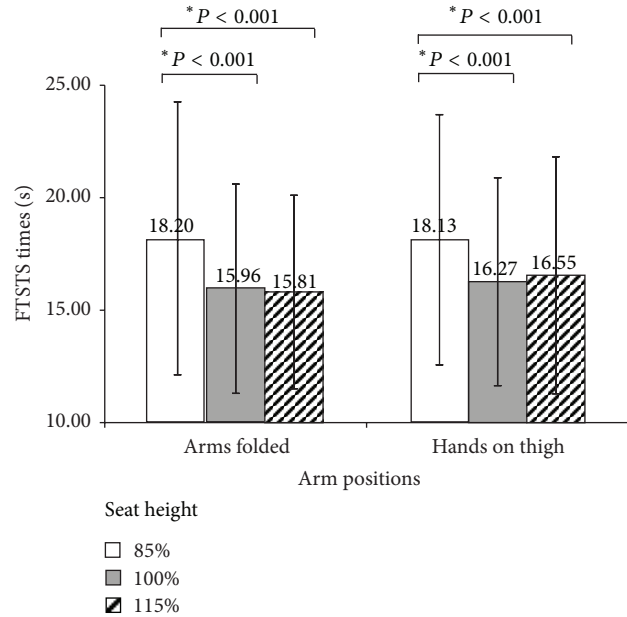 * P < 0.001
* P < 0.001
* P < 0.001
* P < 0.001
25.00
20.00
15.00
10.00
FTSTS times (s)
18.20
15.96
15.81
18.13
16.27
16.55
Arms folded
Hands on thigh
Arm positions
Seat height
85%
100%
115%